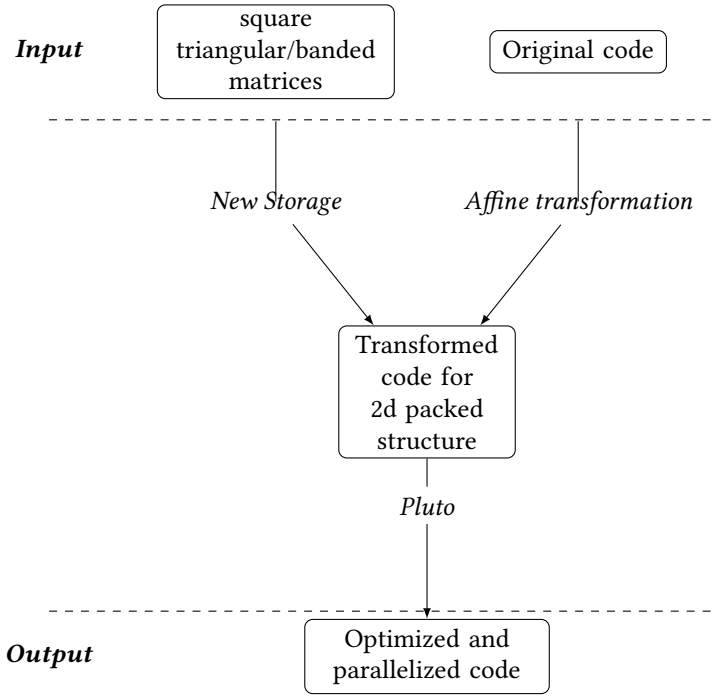 Input
square
triangular/banded
matrices
Original code
New Storage
Affine transformation
Transformed
code for
2d packed
structure
Pluto
Output
Optimized and
parallelized code